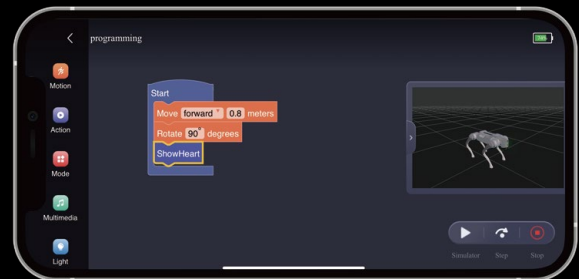 programming
Motion
Action
Mode
Multimedia
Light
Start
Move forward 0.8 meters
Rotate 90° degrees
ShowHeart
Simulator Step Stop